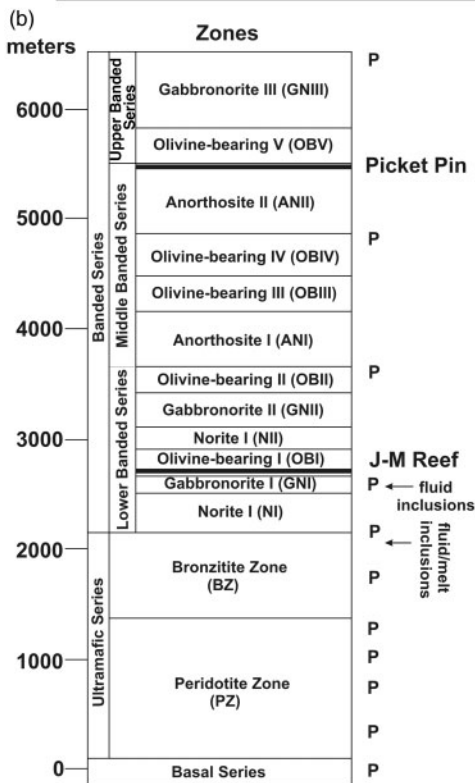 (b)
meters
Zones
6000
5000
4000
3000
2000
1000
0
Banded Series
Ultramafic Series
Upper Banded
Series
Middle Banded Series
Lower Banded Series
Gabbronorite III (GNIII)
Olivine-bearing V (OBV)
Anorthosite II (ANII)
Olivine-bearing IV (OBIV)
Olivine-bearing III (OBIII)
Anorthosite I (ANI)
Olivine-bearing II (OBII)
Gabbronorite II (GNII)
Norite I (NII)
Olivine-bearing I (OBI)
Gabbronorite I (GNI)
Norite I (NI)
Bronzitite Zone
(BZ)
Peridotite Zone
(PZ)
Basal Series
P
Picket Pin
P
P
J-M Reef
P
fluid
inclusions
P
fluid/melt
inclusions
P
P
P
P
P
P